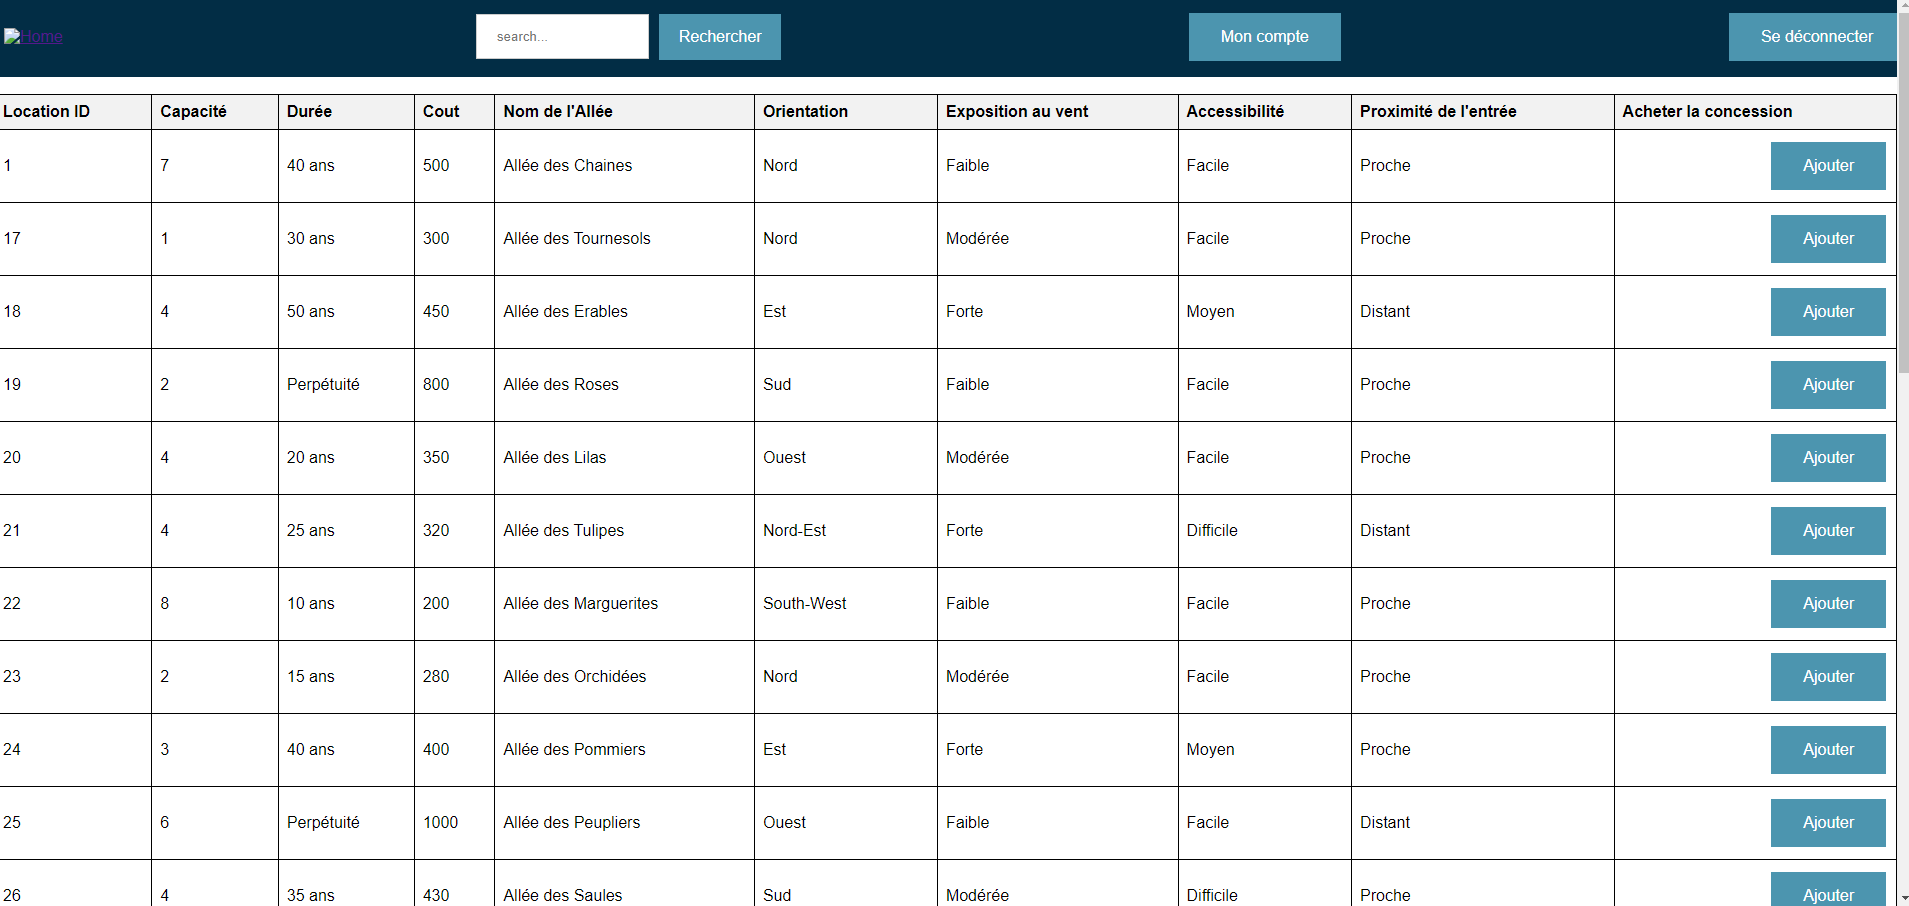 Home search... Rechercher Mon compte Se déconnecter
Location ID Capacité Durée Cout Nom de l'Allée Orientation Exposition au vent Accessibilité Proximité de l'entrée Acheter la concession
1 7 40 ans 500 Allée des Chaines Nord Faible Facile Proche Ajouter
17 1 30 ans 300 Allée des Tournesols Nord Modérée Facile Proche Ajouter
18 4 50 ans 450 Allée des Erables Est Forte Moyen Distant Ajouter
19 2 Perpétuité 800 Allée des Roses Sud Faible Facile Proche Ajouter
20 4 20 ans 350 Allée des Lilas Ouest Modérée Facile Proche Ajouter
21 4 25 ans 320 Allée des Tulipes Nord-Est Forte Difficile Distant Ajouter
22 8 10 ans 200 Allée des Marguerites South-West Faible Facile Proche Ajouter
23 2 15 ans 280 Allée des Orchidées Nord Modérée Facile Proche Ajouter
24 3 40 ans 400 Allée des Pommiers Est Forte Moyen Proche Ajouter
25 6 Perpétuité 1000 Allée des Peupliers Ouest Faible Facile Distant Ajouter
26 4 35 ans 430 Allée des Saules Sud Modérée Difficile Proche Ajouter